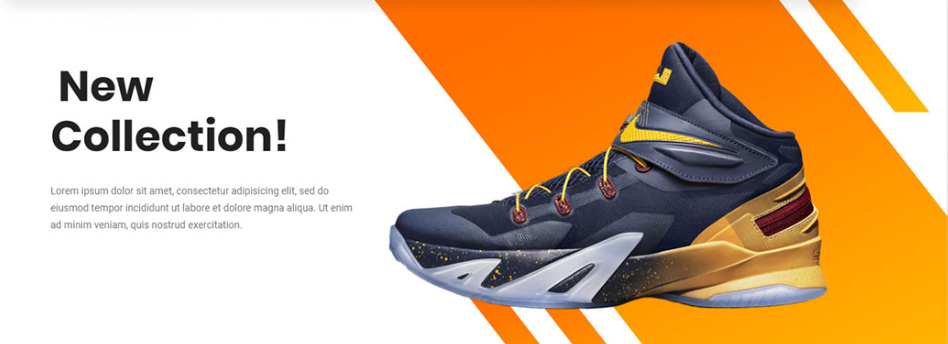 New
Collection!
Lorem ipsum dolor sit amet, consectetur adipisicing elit, sed do
eiusmod tempor incididunt ut labore et dolore magna aliqua. Ut enim
ad minim veniam, quis nostrud exercitation.